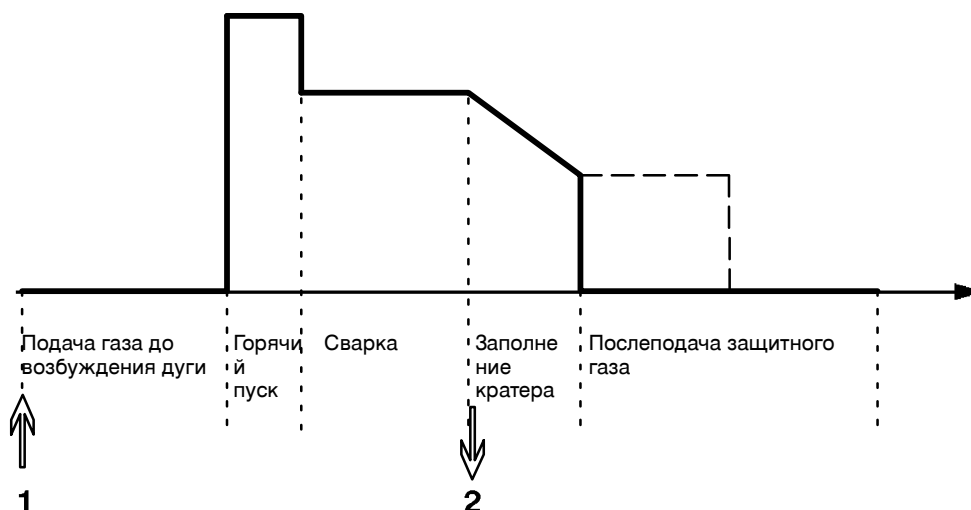 Подача газа до
возбуждения дуги
Горячи
й
пуск
Сварка
Заполне
ние
кратера
Послеподача защитного
газа
1
2